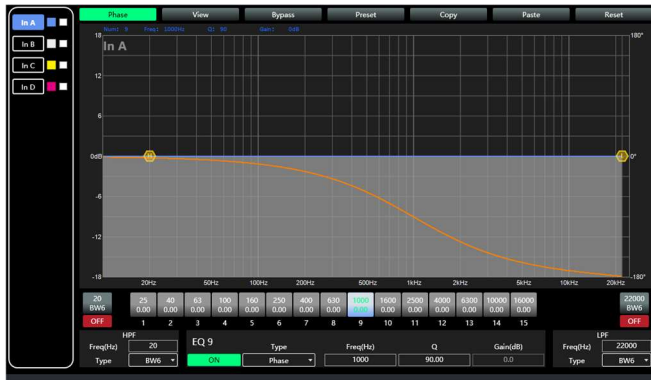 In A
In B
In C
In D
Phase View Bypass Preset Copy Paste Reset
Num: 9 Freq: 1000Hz Q: 90 Gain: 0dB
In A
18 180°
12
6
0dB H L 0°
-6
-12
-18 -180°
20Hz 50Hz 100Hz 200Hz 500Hz 1kHz 2kHz 5kHz 10kHz 20kHz
20 25 40 63 100 160 250 400 630 1000 1600 2500 4000 6300 10000 16000 22000
BW6 0.00 0.00 0.00 0.00 0.00 0.00 0.00 0.00 0.00 0.00 0.00 0.00 0.00 0.00 0.00 BW6
OFF 1 2 3 4 5 6 7 8 9 10 11 12 13 14 15 OFF
HPF
Freq(Hz) 20
Type BW6
EQ 9 Type Freq(Hz) Q Gain(dB)
ON Phase 1000 90.00 0.0
LPF
Freq(Hz) 22000
Type BW6